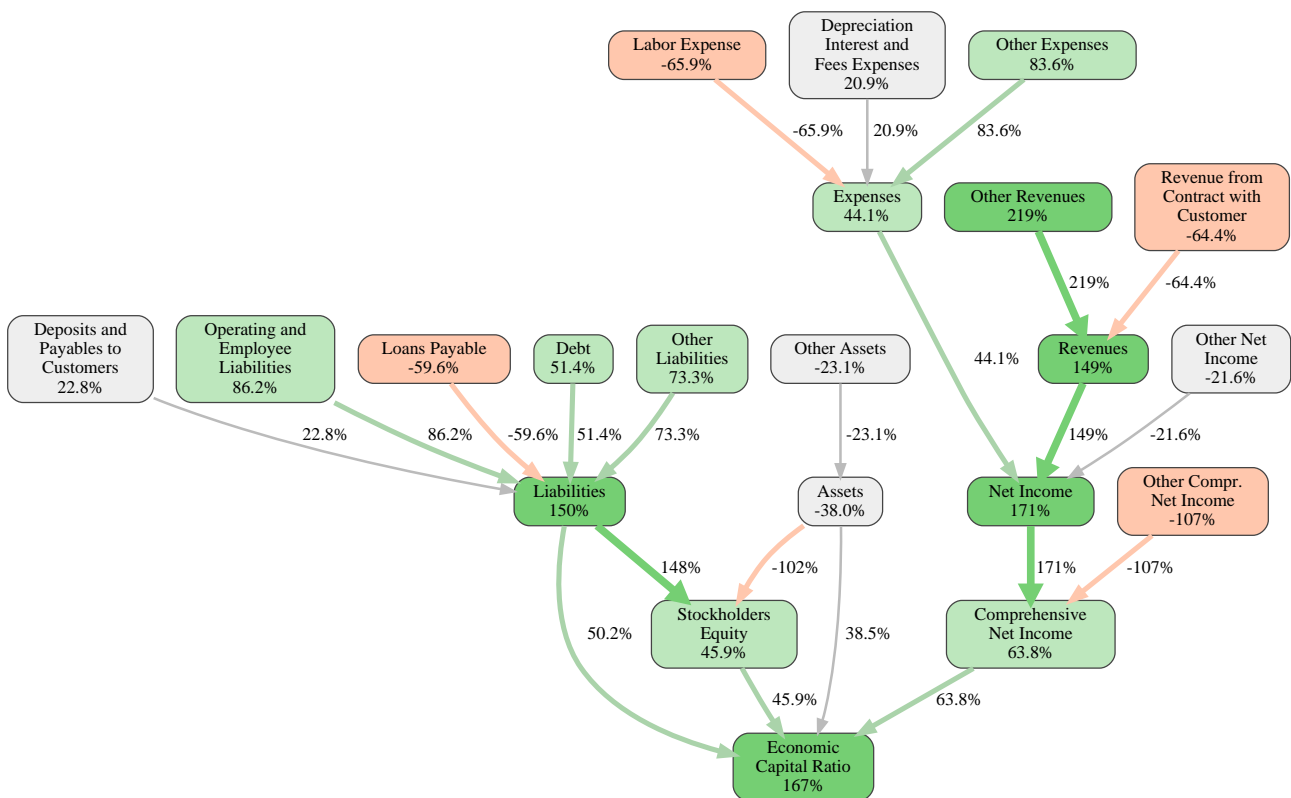 Labor Expense
-65.9%
Depreciation
Interest and
Fees Expenses
20.9%
Other Expenses
83.6%
-65.9%
20.9%
83.6%
Expenses
44.1%
Other Revenues
219%
Revenue from
Contract with
Customer
-64.4%
219%
-64.4%
Deposits and
Payables to
Customers
22.8%
Operating and
Employee
Liabilities
86.2%
Loans Payable
-59.6%
Debt
51.4%
Other
Liabilities
73.3%
Other Assets
-23.1%
44.1%
Revenues
149%
Other Net
Income
-21.6%
22.8%
86.2%
-59.6%
51.4%
73.3%
-23.1%
149%
-21.6%
Liabilities
150%
Assets
-38.0%
Net Income
171%
Other Compr.
Net Income
-107%
148%
-102%
171%
-107%
50.2%
Stockholders
Equity
45.9%
38.5%
Comprehensive
Net Income
63.8%
45.9%
63.8%
Economic
Capital Ratio
167%